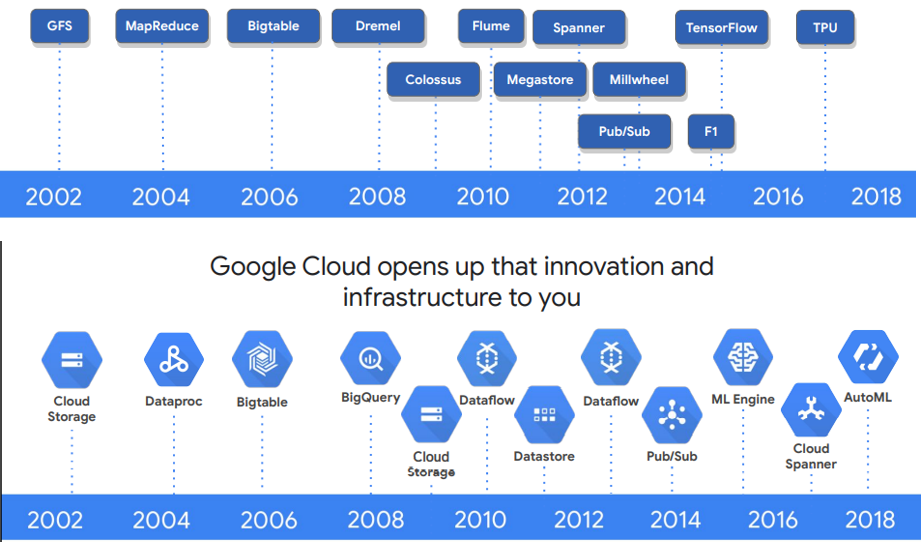 GFS
MapReduce
Bigtable
Dremel
Flume
Spanner
TensorFlow
TPU
Colossus
Megastore
Millwheel
Pub/Sub
F1
2002 2004 2006 2008 2010 2012 2014 2016 2018
Google Cloud opens up that innovation and
infrastructure to you
Cloud
Storage
Dataproc
Bigtable
BigQuery
Cloud
Storage
Dataflow
Datastore
Dataflow
Pub/Sub
ML Engine
Cloud
Spanner
AutoML
2002 2004 2006 2008 2010 2012 2014 2016 2018